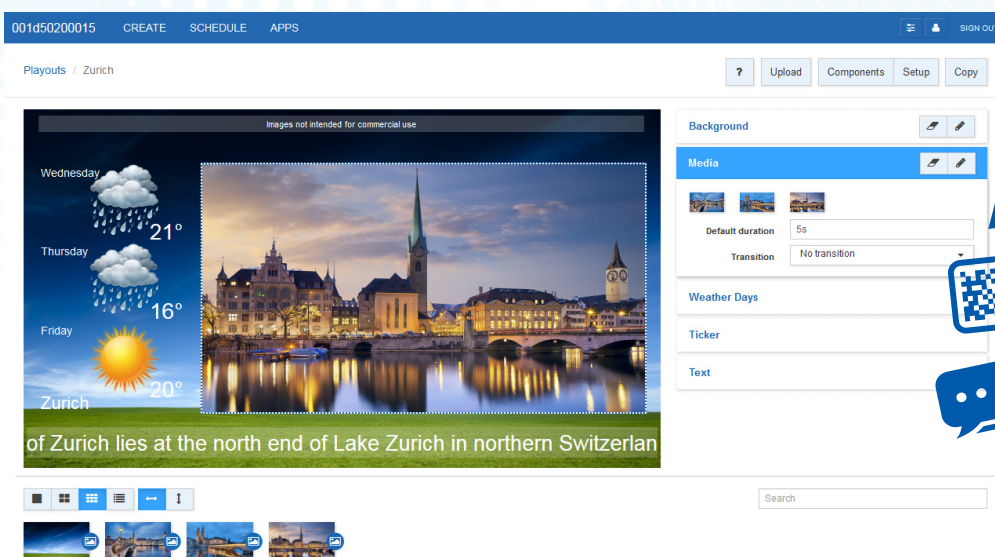 001d50200015 CREATE SCHEDULE APPS SIGN OU
Playouts / Zurich ? Upload Components Setup Copy
Images not intended for commercial use
Wednesday
21°
Thursday
16°
Friday
20°
Zurich
of Zurich lies at the north end of Lake Zurich in northern Switzerlan
Background
Media
Default duration 5s
Transition No transition
Weather Days
Ticker
Text
Search